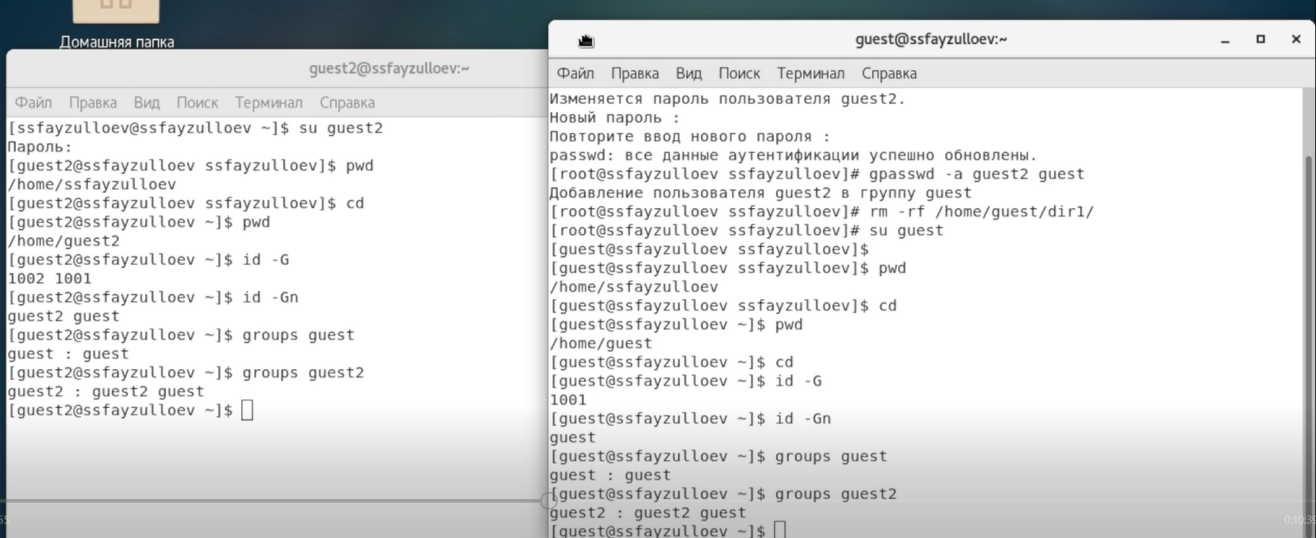 Домашняя папка
guest2@ssfayzulloev:~
Файл Правка Вид Поиск Терминал Справка
[ssfayzulloev@ssfayzulloev ~]$ su guest2
Пароль:
[guest2@ssfayzulloev ssfayzulloev]$ pwd
/home/ssfayzulloev
[guest2@ssfayzulloev ssfayzulloev]$ cd
[guest2@ssfayzulloev ~]$ pwd
/home/guest2
[guest2@ssfayzulloev ~]$ id -G
1002 1001
[guest2@ssfayzulloev ~]$ id -Gn
guest2 guest
[guest2@ssfayzulloev ~]$ groups guest
guest : guest
[guest2@ssfayzulloev ~]$ groups guest2
guest2 : guest2 guest
[guest2@ssfayzulloev ~]$
guest@ssfayzulloev:~
Файл Правка Вид Поиск Терминал Справка
Изменяется пароль пользователя guest2.
Новый пароль :
Повторите ввод нового пароля :
passwd: все данные аутентификации успешно обновлены.
[root@ssfayzulloev ssfayzulloev]# gpasswd -a guest2 guest
Добавление пользователя guest2 в группу guest
[root@ssfayzulloev ssfayzulloev]# rm -rf /home/guest/dir1/
[root@ssfayzulloev ssfayzulloev]# su guest
[guest@ssfayzulloev ssfayzulloev]$
[guest@ssfayzulloev ssfayzulloev]$ pwd
/home/ssfayzulloev
[guest@ssfayzulloev ssfayzulloev]$ cd
[guest@ssfayzulloev ~]$ pwd
/home/guest
[guest@ssfayzulloev ~]$ cd
[guest@ssfayzulloev ~]$ id -G
1001
[guest@ssfayzulloev ~]$ id -Gn
guest
[guest@ssfayzulloev ~]$ groups guest
guest : guest
[guest@ssfayzulloev ~]$ groups guest2
guest2 : guest2 guest
[guest@ssfayzulloev ~]$